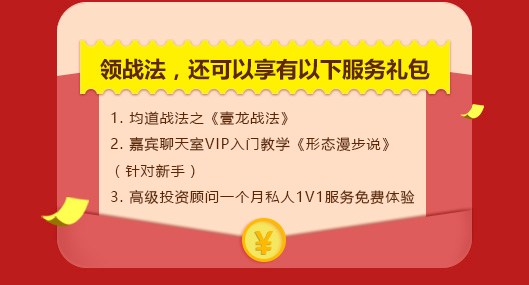 领战法，还可以享有以下服务礼包
1. 均道战法之《壹龙战法》
2. 嘉宾聊天室VIP入门教学《形态漫步说》
（针对新手）
3. 高级投资顾问一个月私人1V1服务免费体验
¥